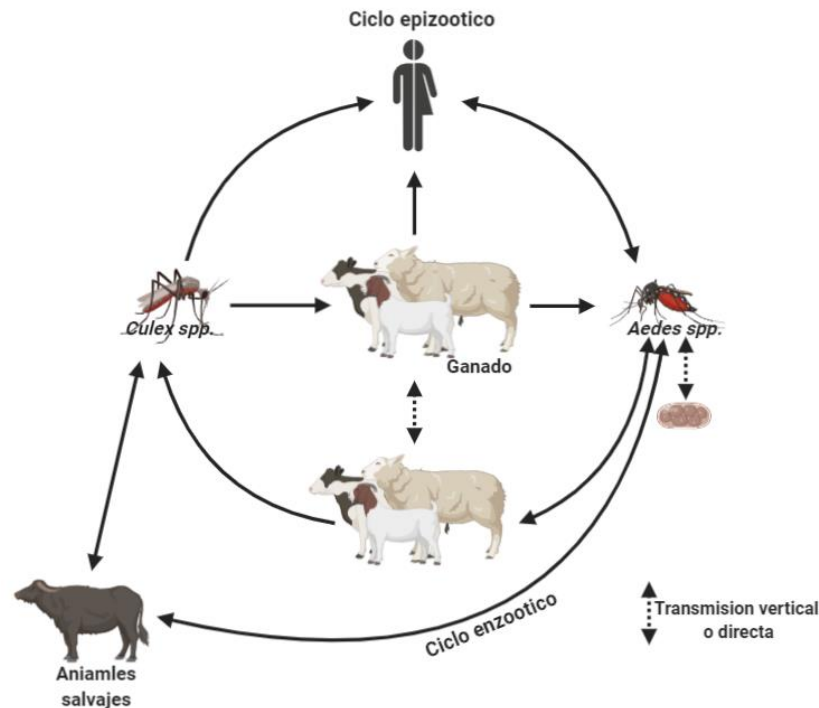 Ciclo epizootico
Culex spp.
Ganado
Aedes spp.
Ciclo enzootico
Transmision vertical
o directa
Aniamles
salvajes